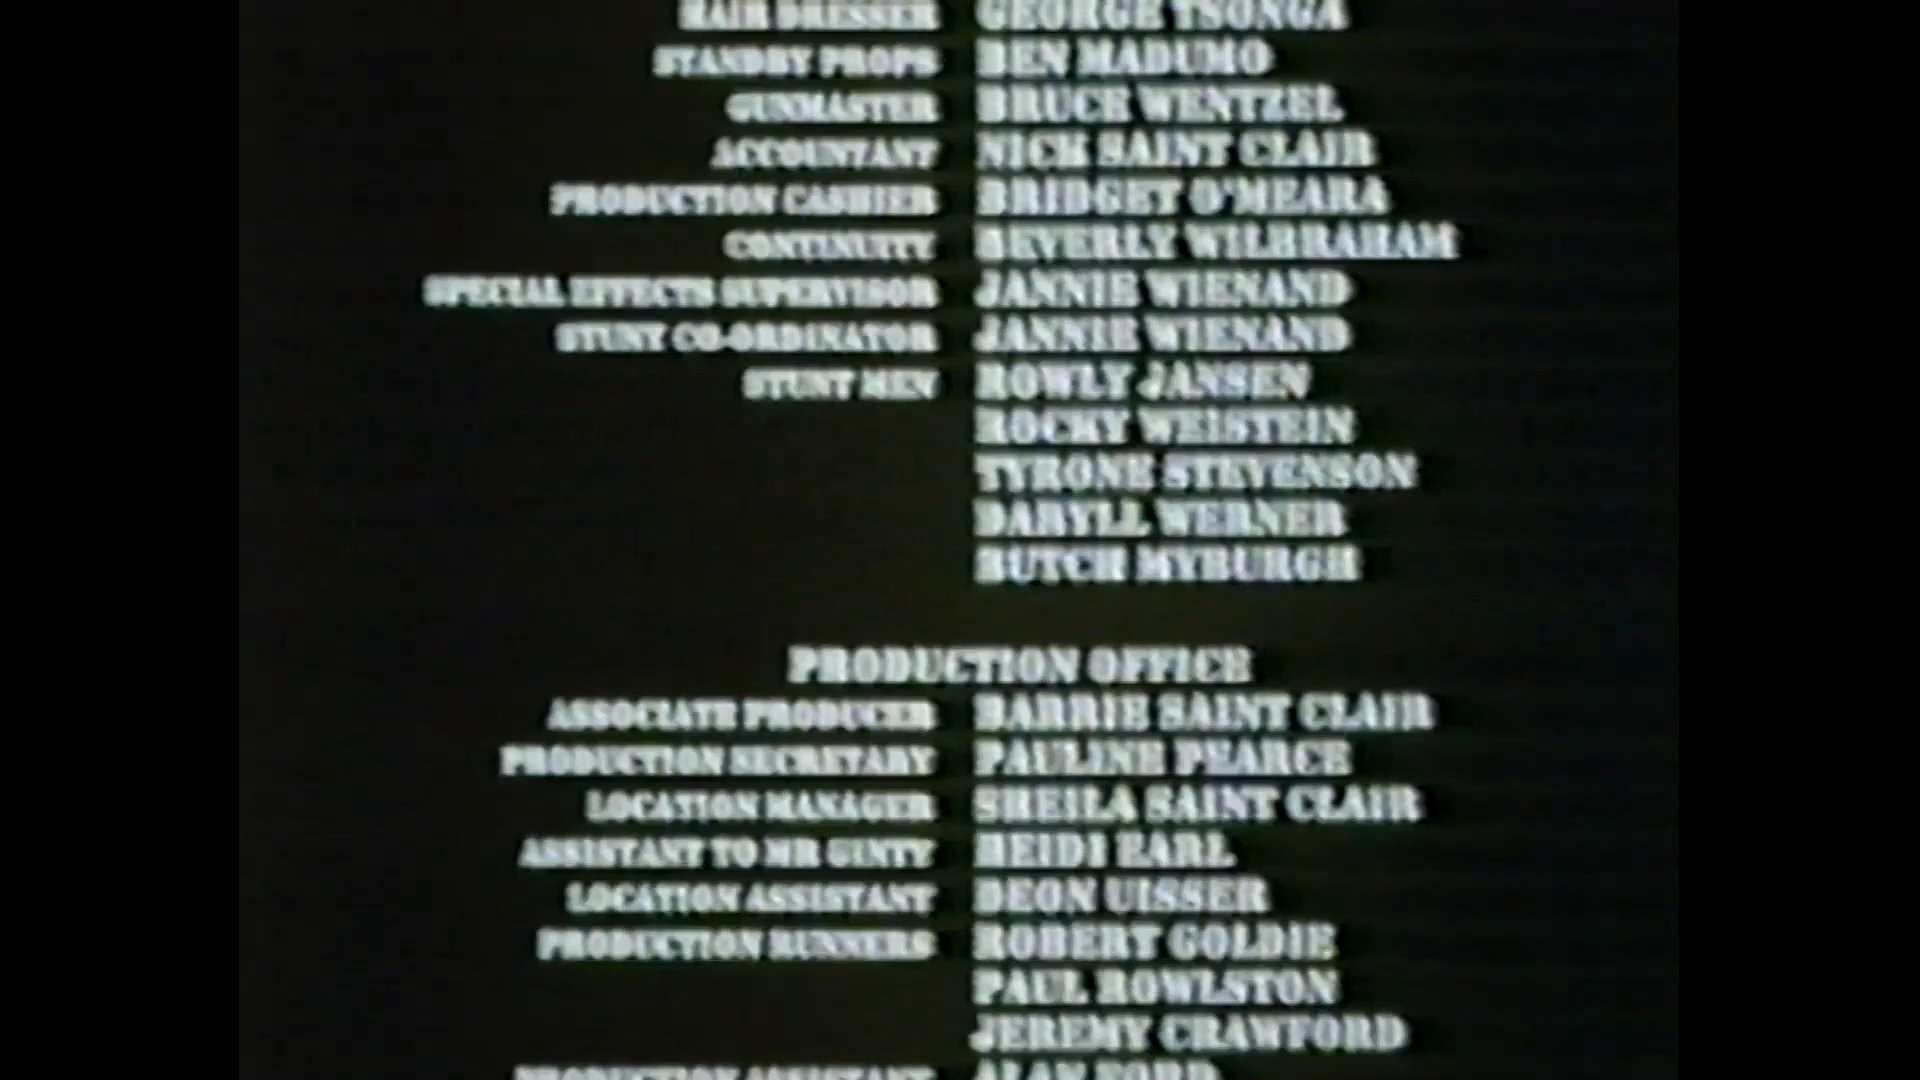 HAIR DRESSER GEORGE TSONGA
STANDBY PROPS BEN MADUMO
GUNMASTER BRUCE WENTZEL
ACCOUNTANT NICK SAINT CLAIR
PRODUCTION CASHIER BRIDGET O'MEARA
CONTINUITY BEVERLY WILBRAHAM
SPECIAL EFFECTS SUPERVISOR JANNIE WIENAND
STUNT CO-ORDINATOR JANNIE WIENAND
STUNT MEN ROWLY JANSEN
ROCKY WEISTEIN
TYRONE STEVENSON
DARYLL WERNER
BUTCH MYBURGH
PRODUCTION OFFICE
ASSOCIATE PRODUCER BARRIE SAINT CLAIR
PRODUCTION SECRETARY PAULINE PEARCE
LOCATION MANAGER SHEILA SAINT CLAIR
ASSISTANT TO MR GINTY HEIDI EARL
LOCATION ASSISTANT DEON UISSER
PRODUCTION RUNNERS ROBERT GOLDIE
PAUL ROWLSTON
JEREMY CRAWFORD
PRODUCTION ASSISTANT ALAN FORD